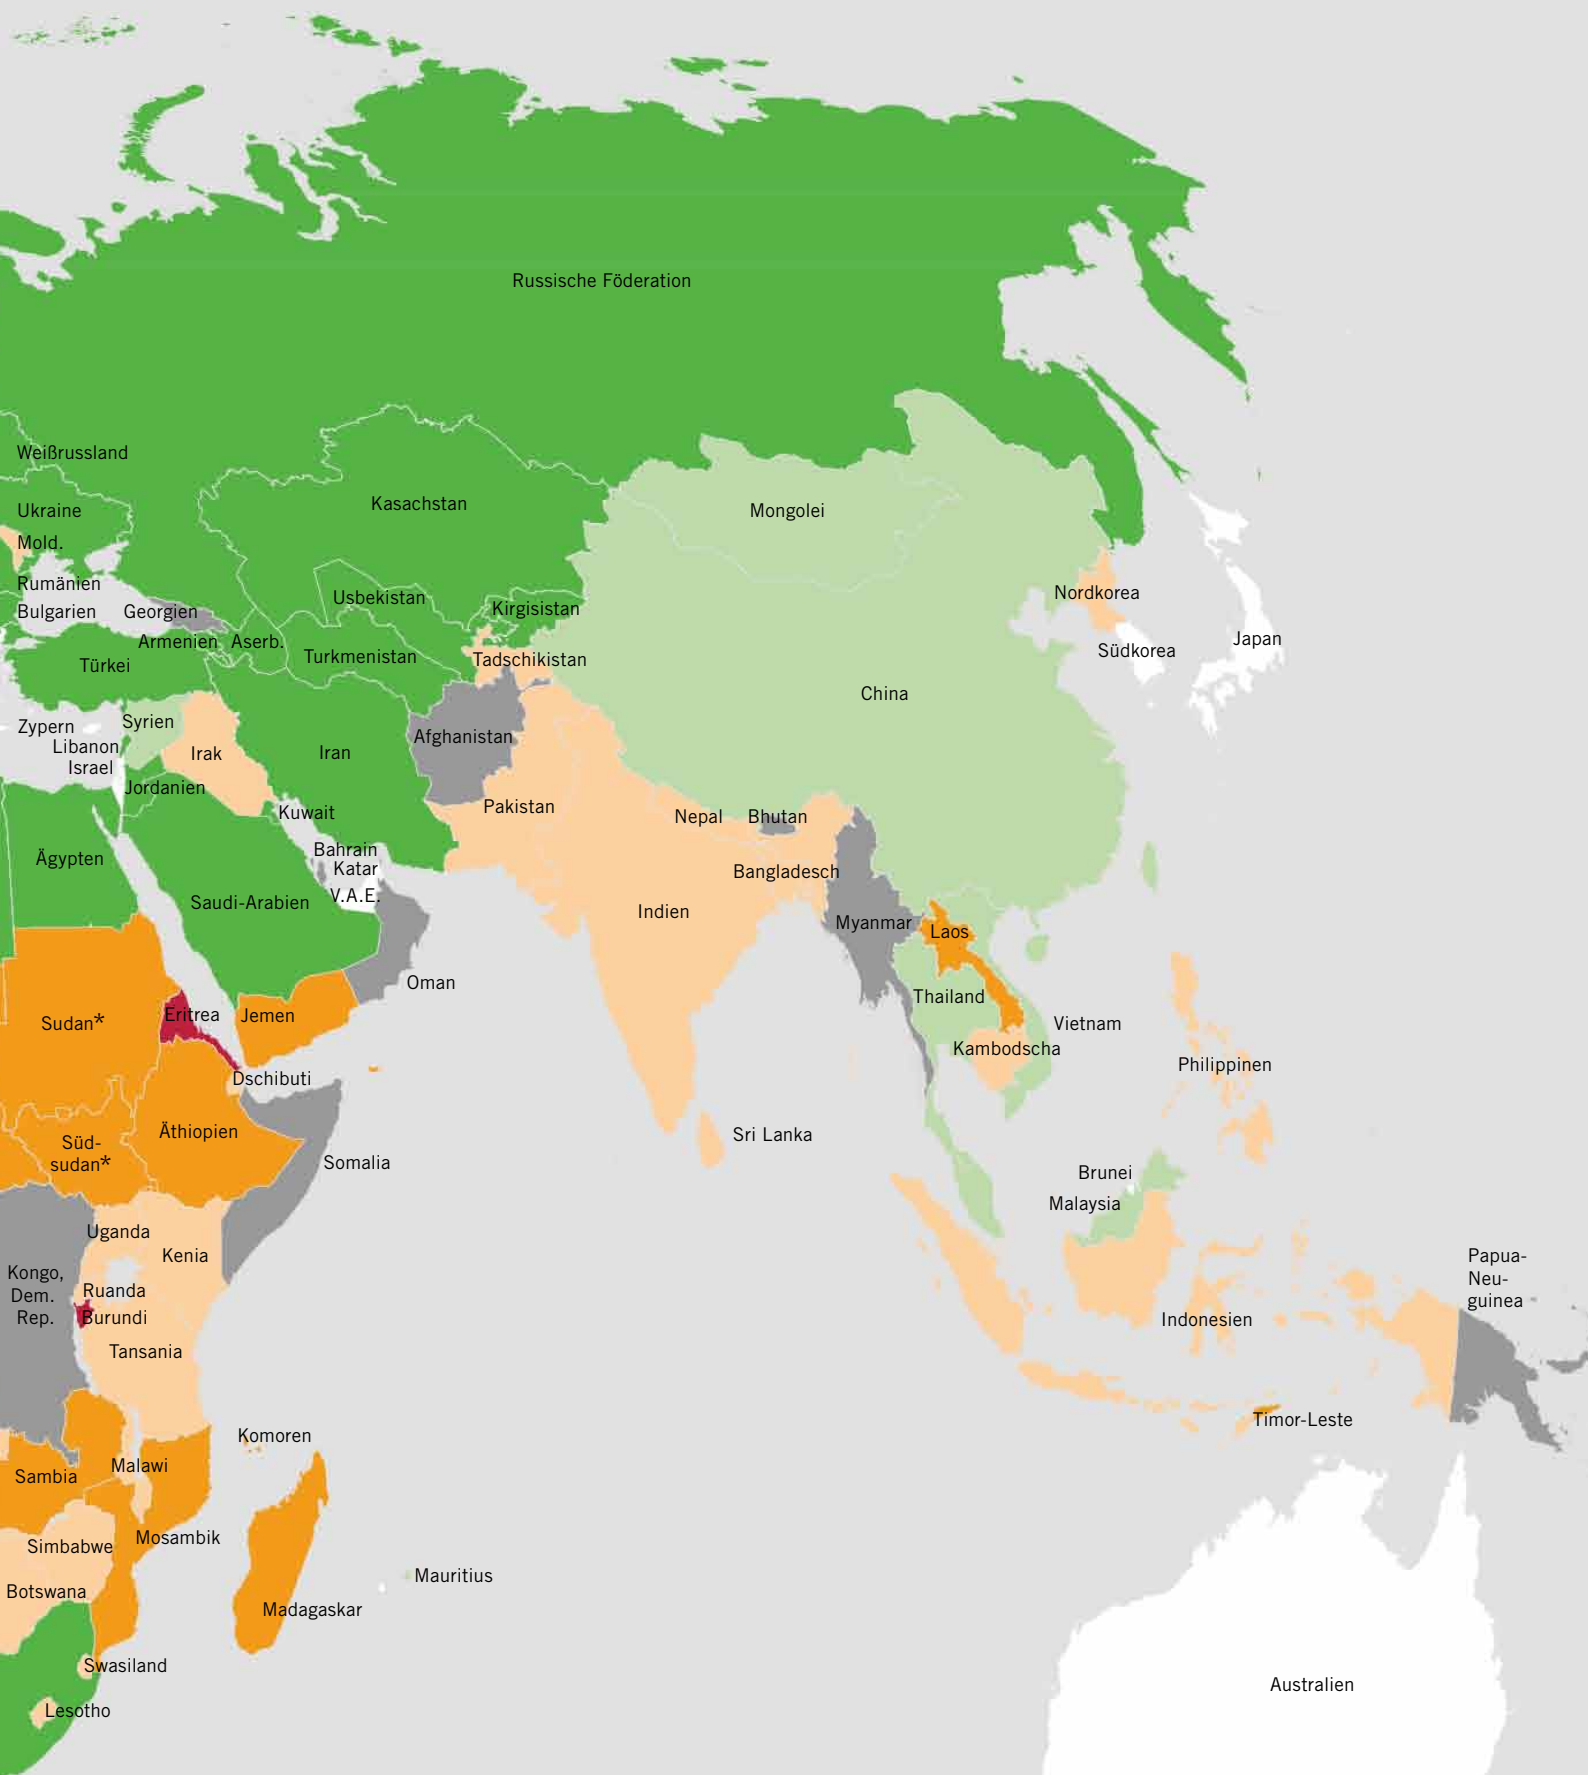 Russische Föderation
Weißrussland
Kasachstan
Ukraine
Mongolei
Mold.
Rumänien
Nordkorea
Usbekistan
Kirgisistan
Bulgarien
Georgien
Japan
Armenien
Aserb.
Südkorea
Turkmenistan
Tadschikistan
Türkei
China
Syrien
Zypern
Afghanistan
Libanon
Irak
Iran
Israel
Jordanien
Pakistan
Kuwait
Nepal
Bhutan
Bahrain
Ägypten
Katar
Bangladesch
V.A.E.
Saudi-Arabien
Indien
Myanmar
Laos
Oman
Thailand
Eritrea
Jemen
Sudan*
Vietnam
Kambodscha
Philippinen
Dschibuti
Äthiopien
Sri Lanka
Süd-
sudan*
Somalia
Brunei
Malaysia
Uganda
Kenia
Papua-
Neu-
guinea
Kongo,
Dem.
Rep.
Ruanda
Burundi
Indonesien
Tansania
Timor-Leste
Komoren
Malawi
Sambia
Mosambik
Simbabwe
Mauritius
Botswana
Madagaskar
Swasiland
Australien
Lesotho